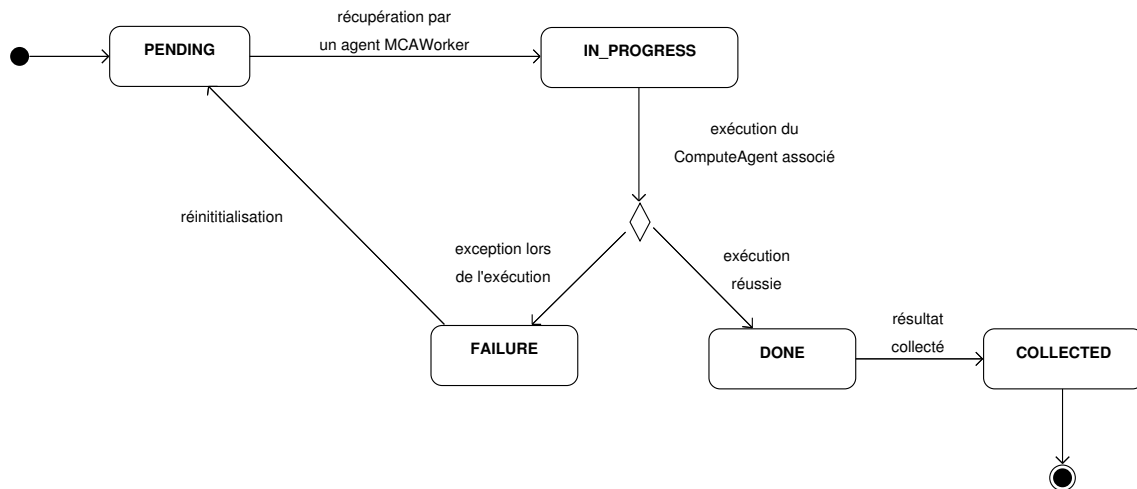 récupération par
un agent MCAWorker
PENDING
IN_PROGRESS
exécution du
ComputeAgent associé
réinititialisation
exception lors
de l'exécution
exécution
réussie
résultat
collecté
FAILURE
DONE
COLLECTED